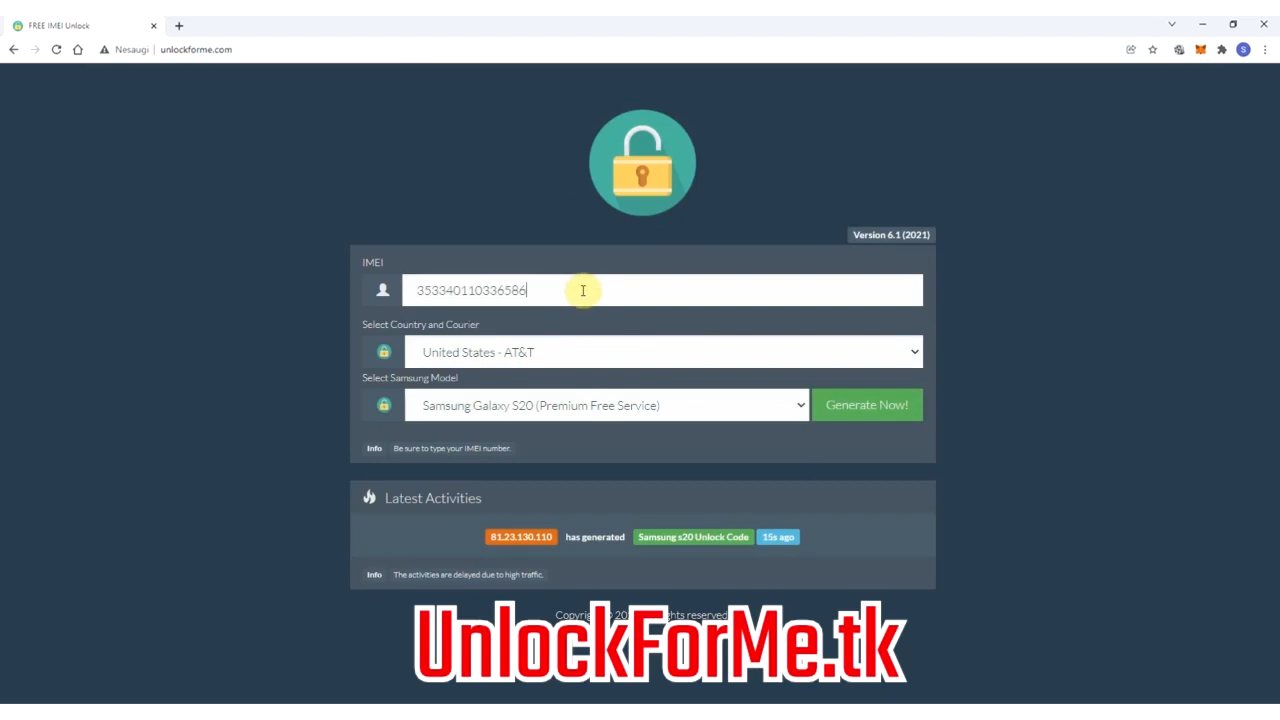 FREE IMEI Unlock
Nesaugi unlockforme.com
S
Version 6.1 (2021)
IMEI
353340110336586
Select Country and Courier
United States - AT&T
Select Samsung Model
Samsung Galaxy S20 (Premium Free Service)
Generate Now!
Info Be sure to type your IMEI number.
Latest Activities
81.23.130.110 has generated Samsung s20 Unlock Code 15s ago
Info The activities are delayed due to high traffic.
reserved
UnlockForMe.tk